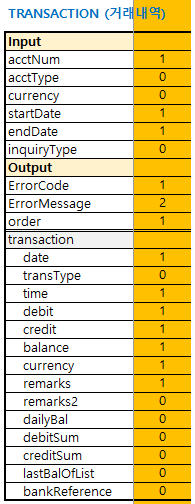 TRANSACTION (거래내역)
Input
acctNum 1
acctType 0
currency 0
startDate 1
endDate 1
inquiryType 0
Output
ErrorCode 1
ErrorMessage 2
order 1
transaction
date 1
transType 0
time 1
debit 1
credit 1
balance 1
currency 1
remarks 1
remarks2 0
dailyBal 0
debitSum 0
creditSum 0
lastBalOfList 0
bankReference 0